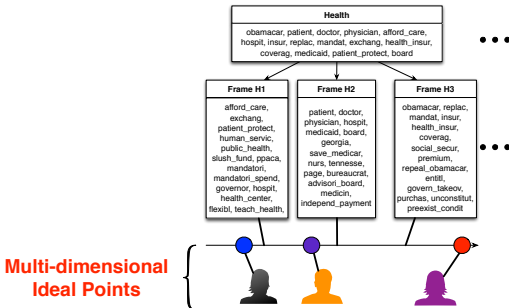 Health
obamacar, patient, doctor, physician, afford_care,
hospit, insur, replac, mandat, exchang, health_insur,
coverag, medicaid, patient_protect, board
Frame H1
afford_care,
exchang,
patient_protect,
human_servic,
public_health,
slush_fund, ppaca,
mandatori,
mandatori_spend,
governor, hospit,
health_center,
flexibl, teach_health,
Frame H2
patient, doctor,
physician, hospit,
medicaid, board,
georgia,
save_medicar,
nurs, tennesse,
page, bureaucrat,
advisori_board,
medicin,
independ_payment
Frame H3
obamacar, replac,
mandat, insur,
health_insur,
coverag,
social_secur,
premium,
repeal_obamacar,
entitl,
govern_takeov,
purchas, unconstitut,
preexist_condit
Multi-dimensional
Ideal Points